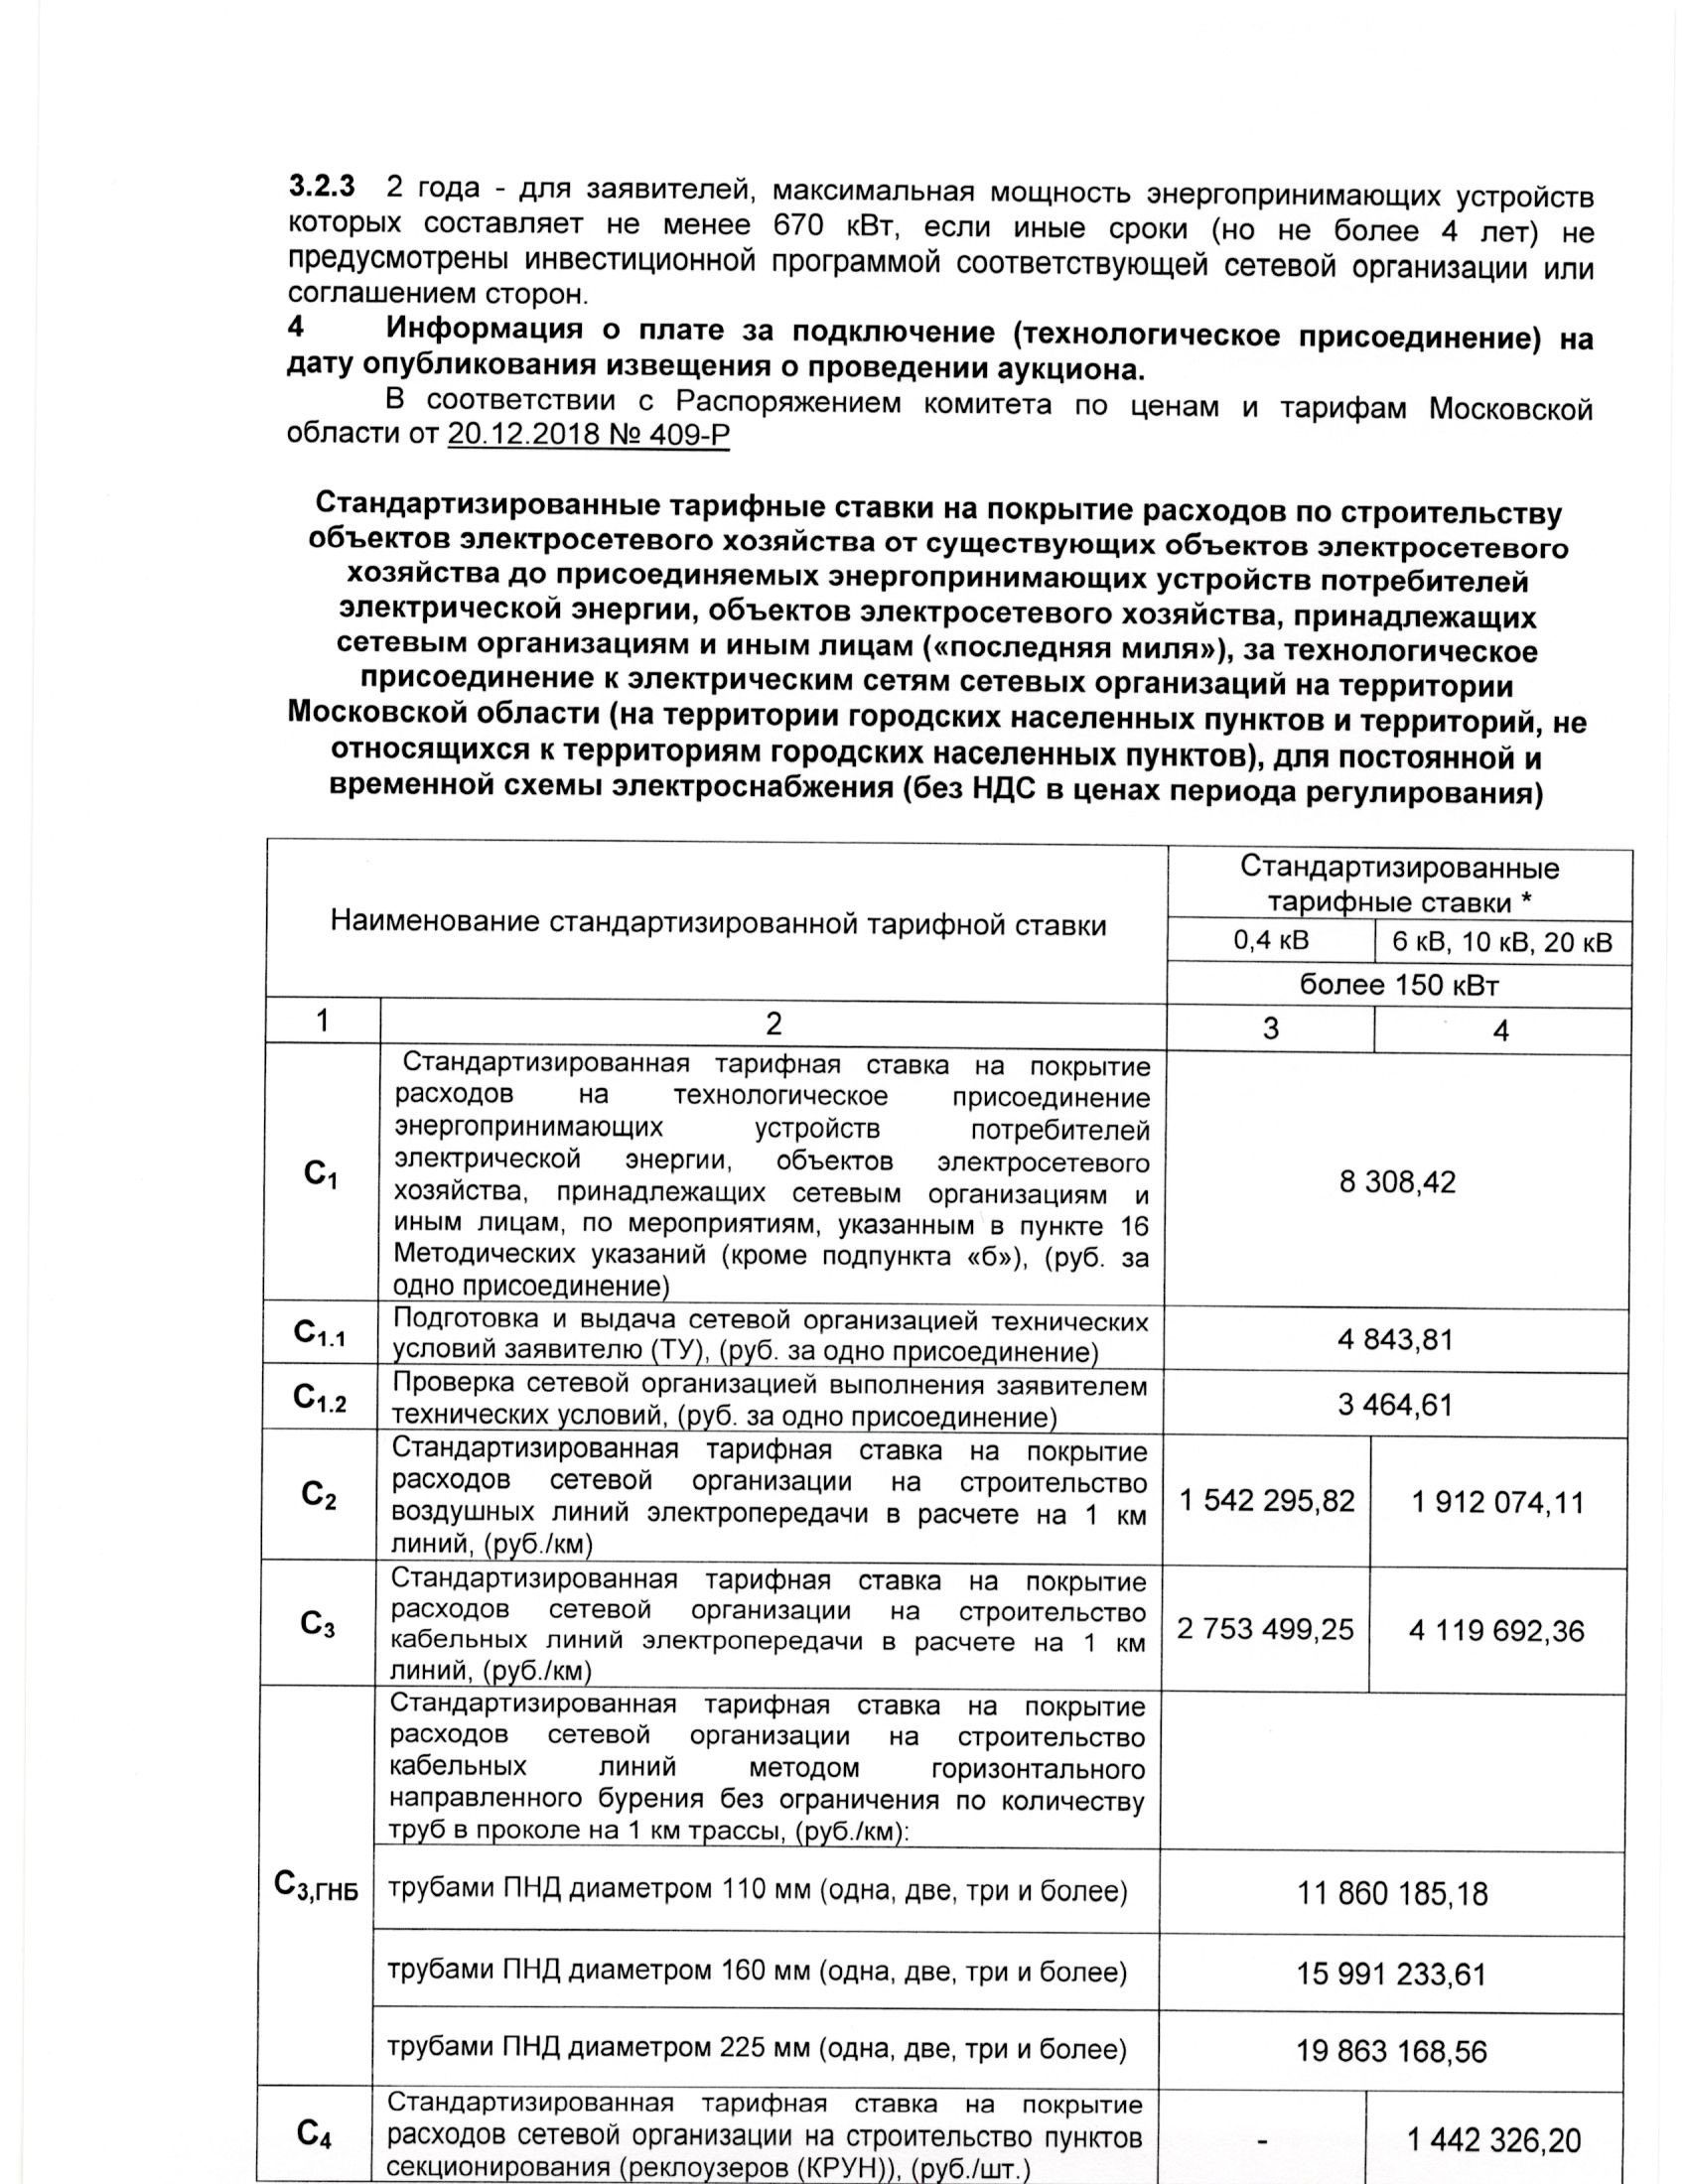 3.2.3 2 года - для заявителей, максимальная мощность энергопринимающих устройств
которых составляет не менее 670 кВт, если иные сроки (но не более 4 лет) не
предусмотрены инвестиционной программой соответствующей сетевой организации или
соглашением сторон.
4 Информация о плате за подключение (технологическое присоединение) на
дату опубликования извещения о проведении аукциона.
В соответствии с Распоряжением комитета по ценам и тарифам Московской
области от 20.12.2018 № 409-Р
Стандартизированные тарифные ставки на покрытие расходов по строительству
объектов электросетевого хозяйства от существующих объектов электросетевого
хозяйства до присоединяемых энергопринимающих устройств потребителей
электрической энергии, объектов электросетевого хозяйства, принадлежащих
сетевым организациям и иным лицам («последняя миля»), за технологическое
присоединение к электрическим сетям сетевых организаций на территории
Московской области (на территории городских населенных пунктов и территорий, не
относящихся к территориям городских населенных пунктов), для постоянной и
временной схемы электроснабжения (без НДС в ценах периода регулирования)
Наименование стандартизированной тарифной ставки
Стандартизированные
тарифные ставки *
0,4 кВ 6 кВ, 10 кВ, 20 кВ
более 150 кВт
1 2 3 4
С1
Стандартизированная тарифная ставка на покрытие
расходов на технологическое присоединение
энергопринимающих устройств потребителей
электрической энергии, объектов электросетевого
хозяйства, принадлежащих сетевым организациям и
иным лицам, по мероприятиям, указанным в пункте 16
Методических указаний (кроме подпункта «б»), (руб. за
одно присоединение)
8 308,42
С1.1
Подготовка и выдача сетевой организацией технических
условий заявителю (ТУ), (руб. за одно присоединение)
4 843,81
С1.2
Проверка сетевой организацией выполнения заявителем
технических условий, (руб. за одно присоединение)
3 464,61
С2
Стандартизированная тарифная ставка на покрытие
расходов сетевой организации на строительство
воздушных линий электропередачи в расчете на 1 км
линий, (руб./км)
1 542 295,82 1 912 074,11
С3
Стандартизированная тарифная ставка на покрытие
расходов сетевой организации на строительство
кабельных линий электропередачи в расчете на 1 км
линий, (руб./км)
2 753 499,25 4 119 692,36
С3,ГНБ
Стандартизированная тарифная ставка на покрытие
расходов сетевой организации на строительство
кабельных линий методом горизонтального
направленного бурения без ограничения по количеству
труб в проколе на 1 км трассы, (руб./км):
трубами ПНД диаметром 110 мм (одна, две, три и более) 11 860 185,18
трубами ПНД диаметром 160 мм (одна, две, три и более) 15 991 233,61
трубами ПНД диаметром 225 мм (одна, две, три и более) 19 863 168,56
С4
Стандартизированная тарифная ставка на покрытие
расходов сетевой организации на строительство пунктов
секционирования (реклоузеров (КРУН)), (руб./шт.)
- 1 442 326,20